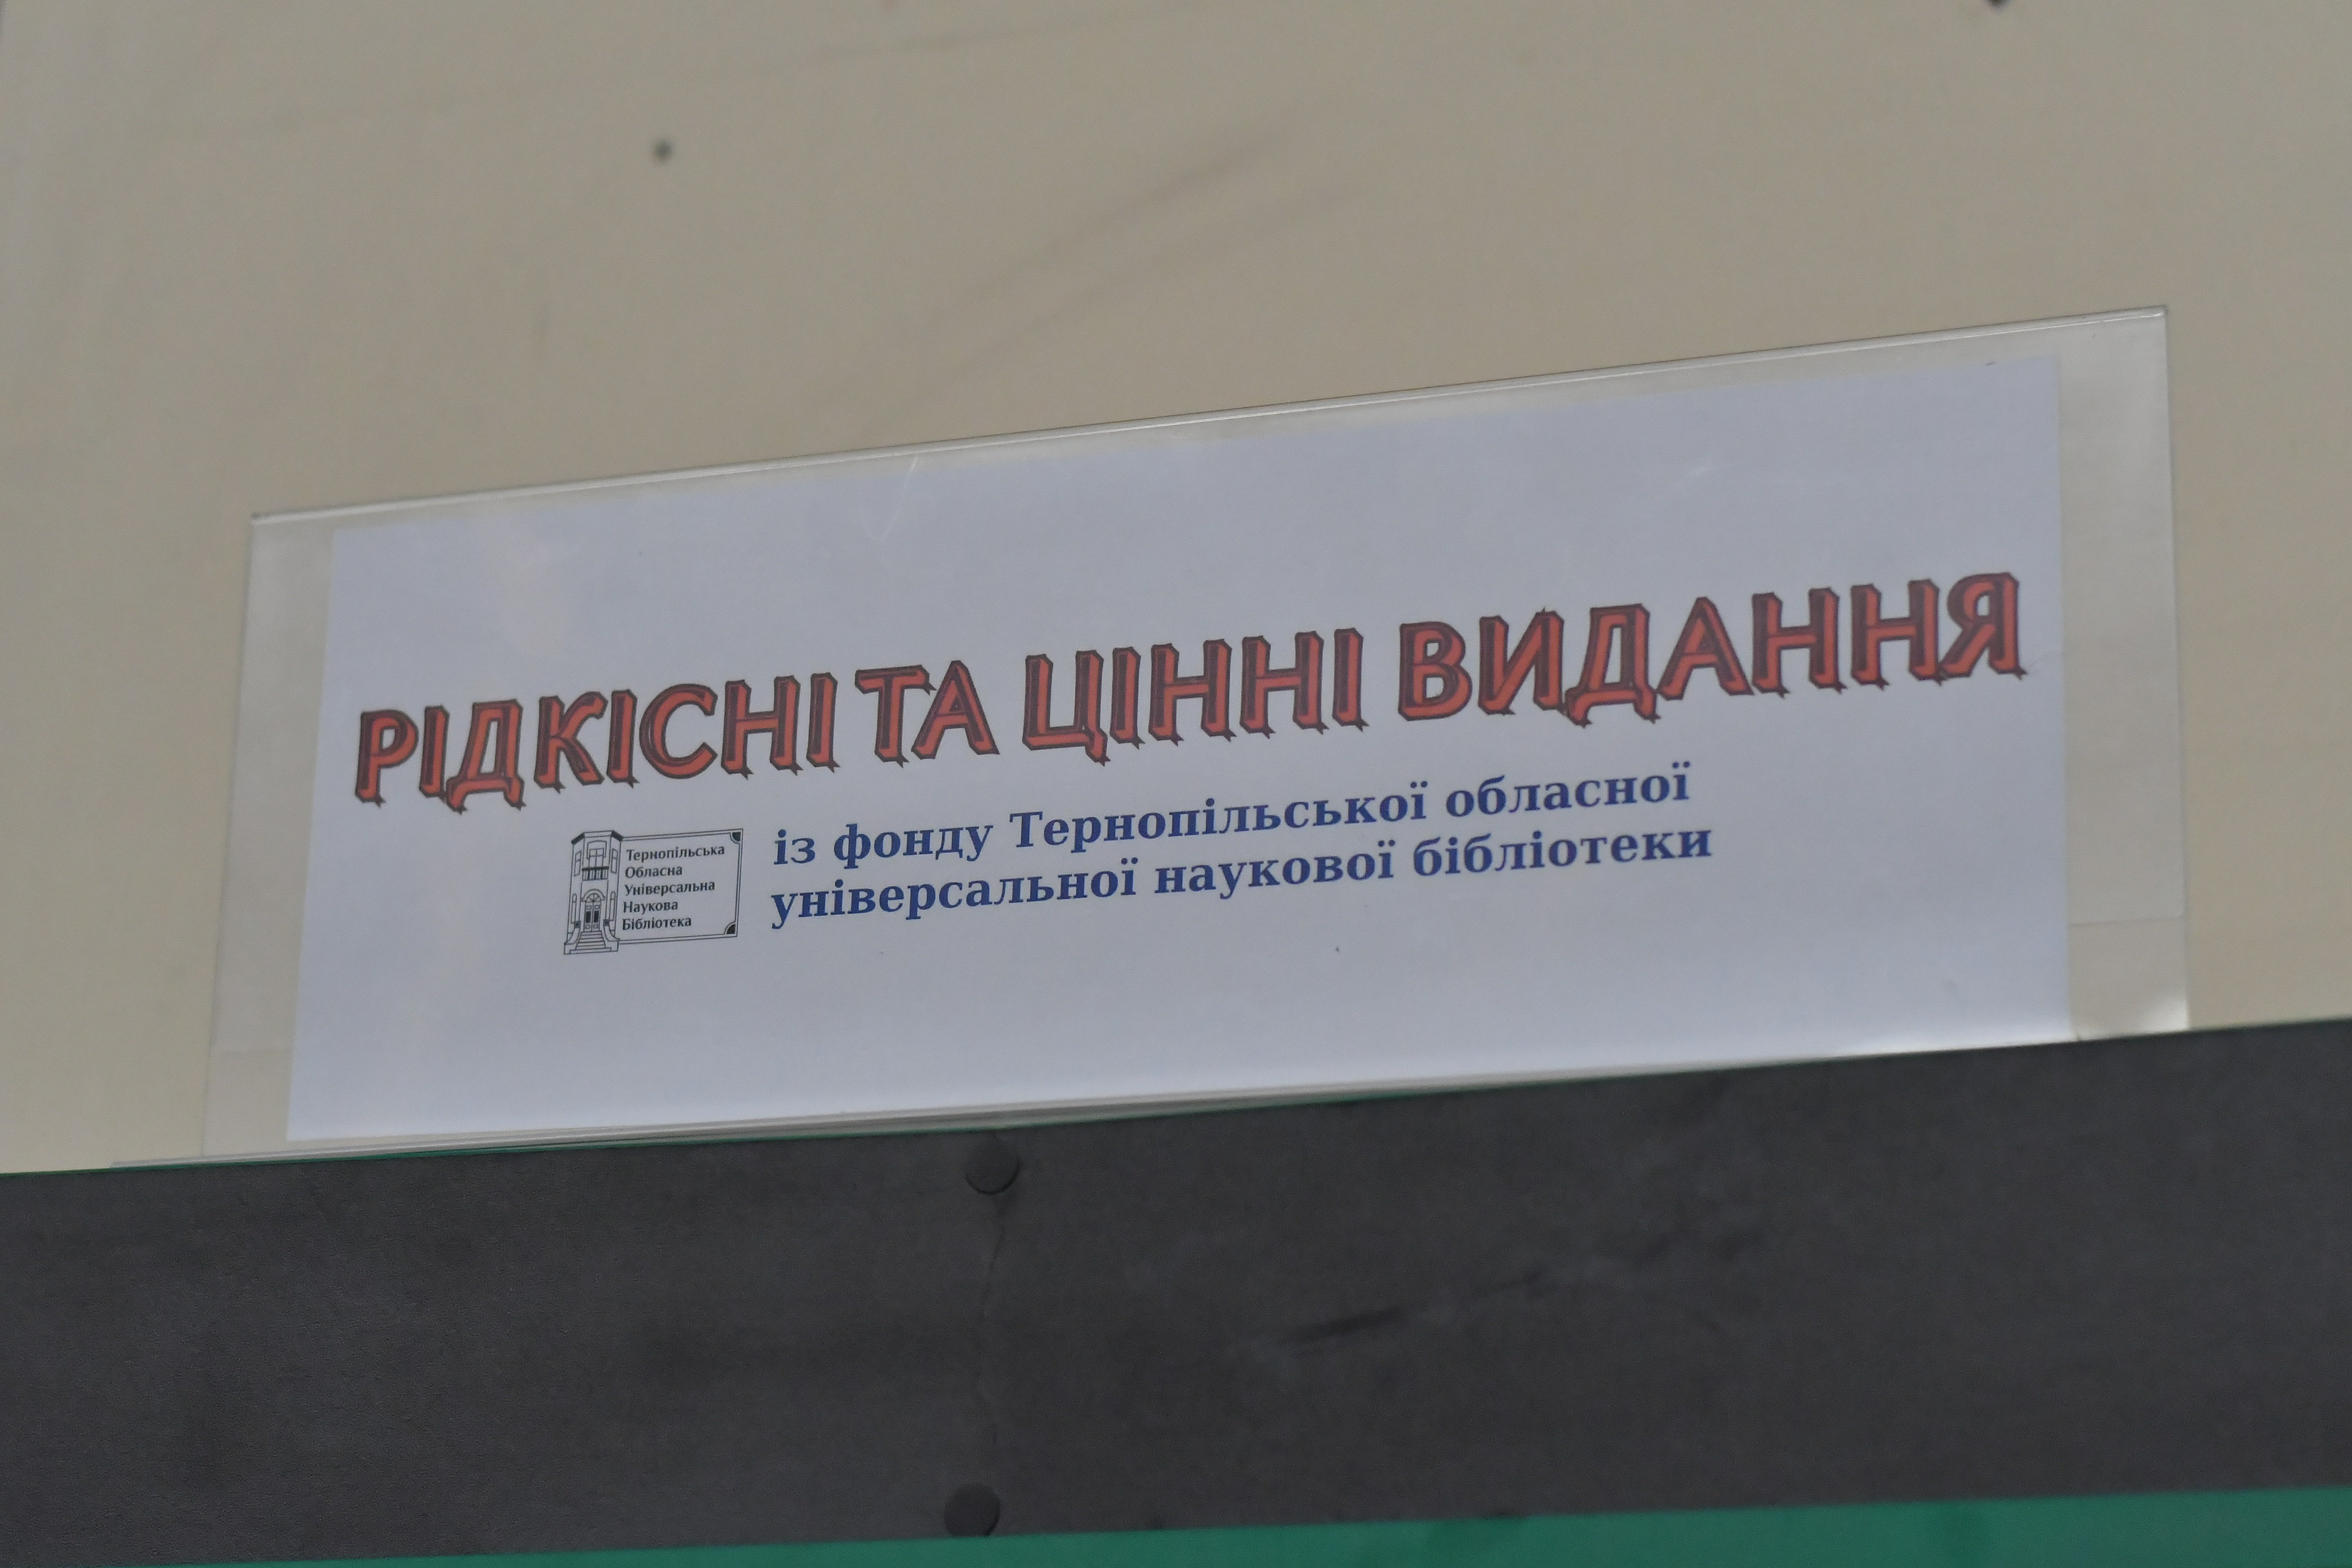 РІДКІСНІ ТА ЦІННІ ВИДАННЯ
із фонду Тернопільської обласної
універсальної наукової бібліотеки
Тернопільська
Обласна
Універсальна
Наукова
Бібліотека